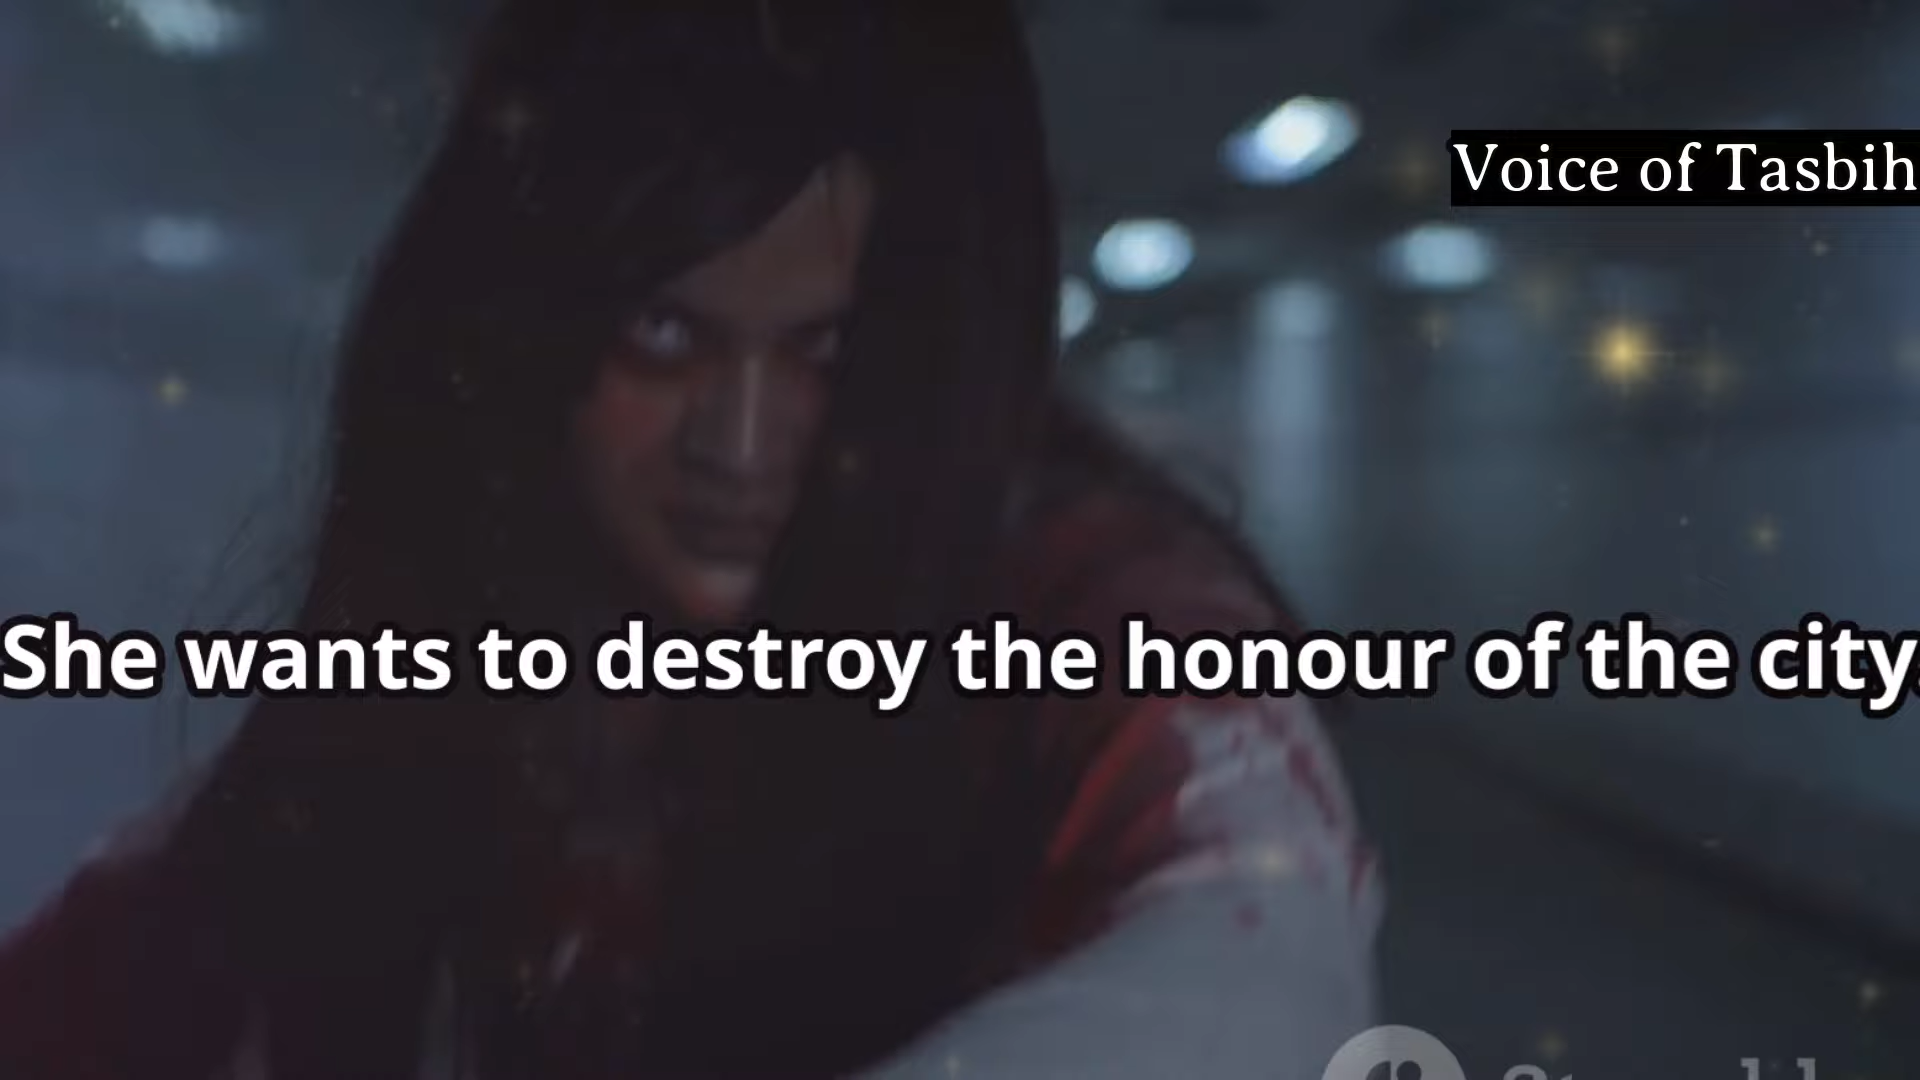 Voice of Tasbih
She wants to destroy the honour of the city.